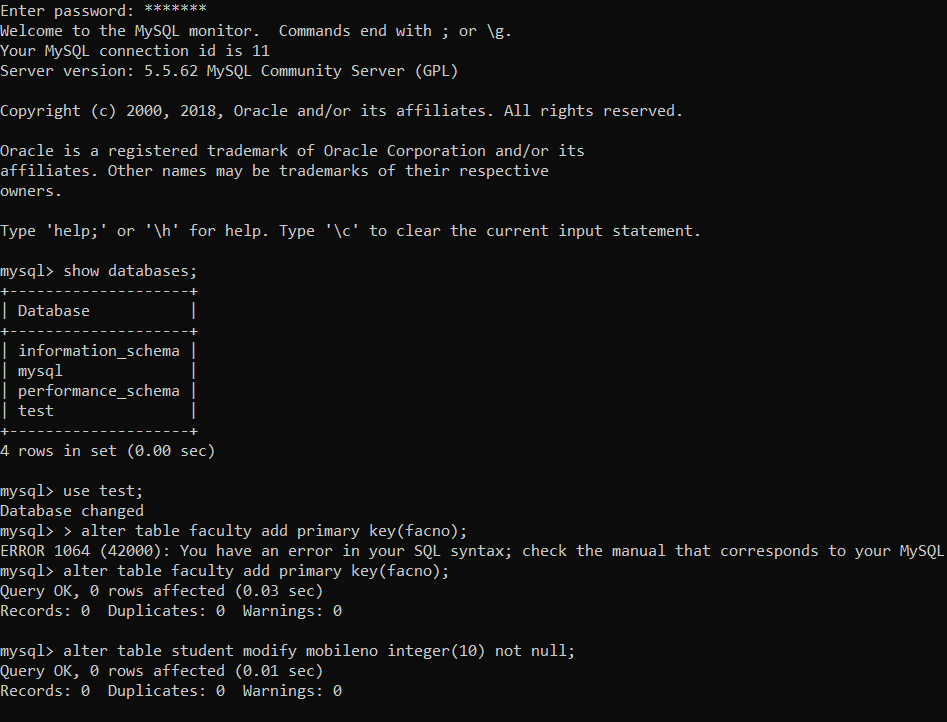 Enter password: *******
Welcome to the MySQL monitor.  Commands end with ; or \g.
Your MySQL connection id is 11
Server version: 5.5.62 MySQL Community Server (GPL)
Copyright (c) 2000, 2018, Oracle and/or its affiliates. All rights reserved.
Oracle is a registered trademark of Oracle Corporation and/or its
affiliates. Other names may be trademarks of their respective
owners.
Type 'help;' or '\h' for help. Type '\c' to clear the current input statement.
mysql> show databases;
+--------------------+
| Database           |
+--------------------+
| information_schema |
| mysql              |
| performance_schema |
| test               |
+--------------------+
4 rows in set (0.00 sec)
mysql> use test;
Database changed
mysql> > alter table faculty add primary key(facno);
ERROR 1064 (42000): You have an error in your SQL syntax; check the manual that corresponds to your MySQL
mysql> alter table faculty add primary key(facno);
Query OK, 0 rows affected (0.03 sec)
Records: 0  Duplicates: 0  Warnings: 0
mysql> alter table student modify mobileno integer(10) not null;
Query OK, 0 rows affected (0.01 sec)
Records: 0  Duplicates: 0  Warnings: 0